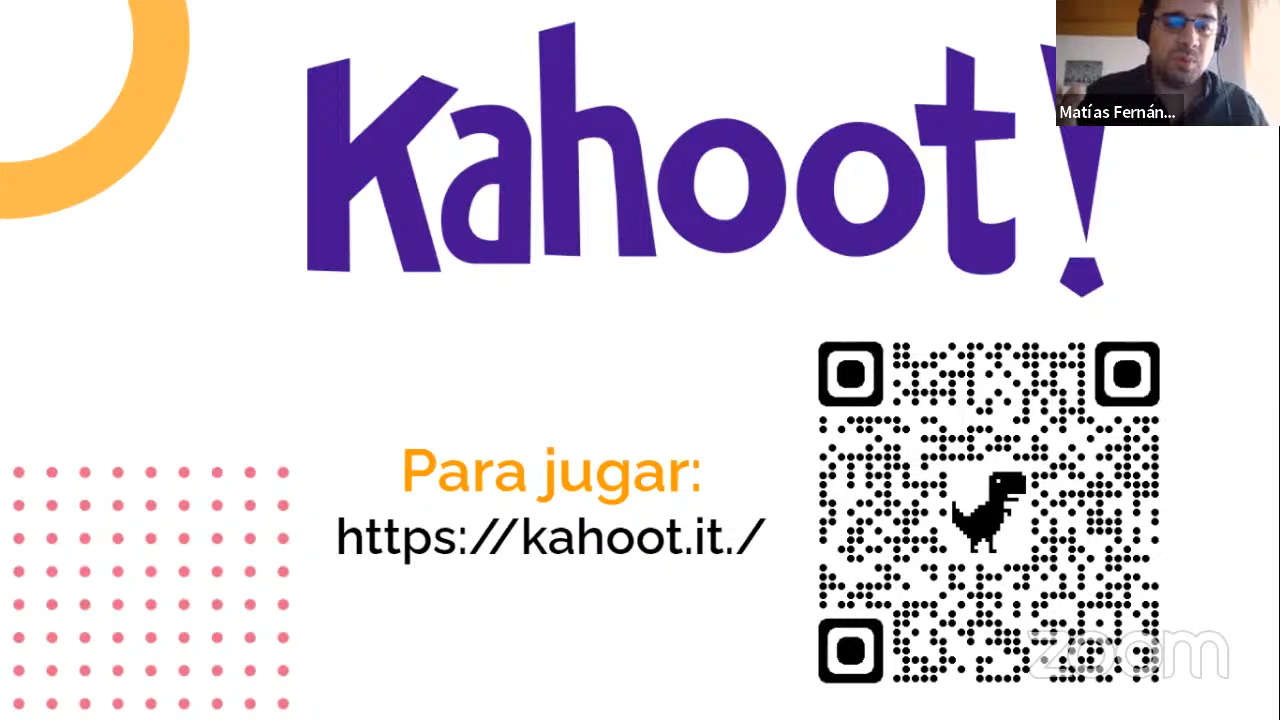 Kahoot!
Matías Fernán...
Para jugar:
https://kahoot.it./
zoom